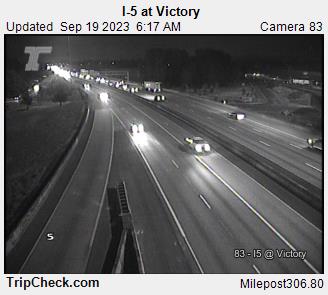 I-5 at Victory
Updated Sep 19 2023 6:17 AM Camera 83
T
S
83 - I5 @ Victory
TripCheck.com Milepost306.80